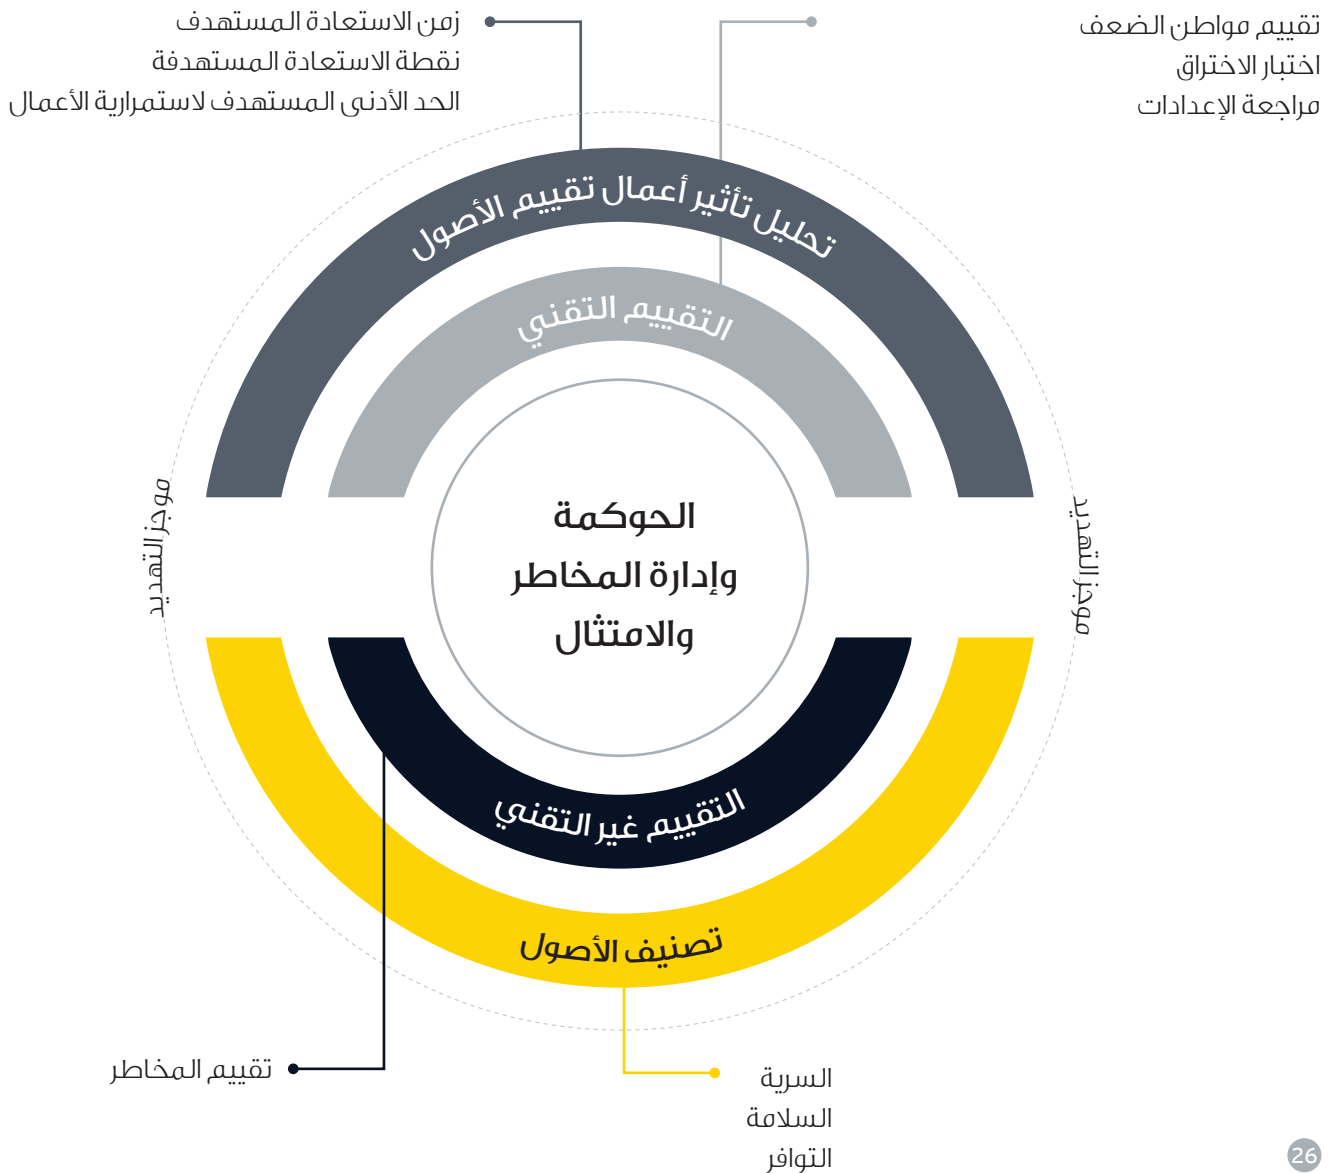 تقييم مواطن الضعف
اختبار الاختراق
مراجعة الإعدادات
زمن الاستعادة المستهدف
نقطة الاستعادة المستهدفة
الحد الأدنى المستهدف لاستمرارية الأعمال
تحليل تأثير أعمال تقييم الأصول
التقييم التقني
موجز التهديد
الحوكمة
وإدارة المخاطر
والامتثال
موجز التهديد
التقييم غير التقني
تصنيف الأصول
تقييم المخاطر
السرية
السلامة
التوافر
26